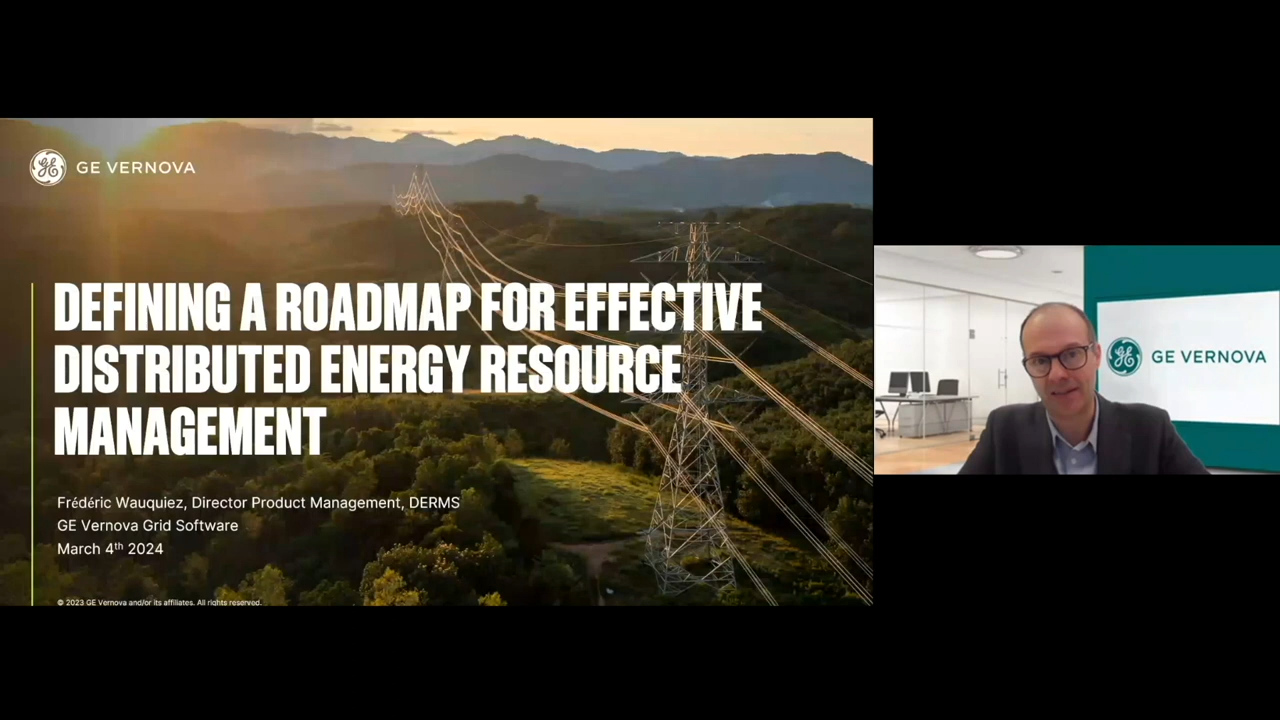 GE VERNOVA
DEFINING A ROADMAP FOR EFFECTIVE
DISTRIBUTED ENERGY RESOURCE
MANAGEMENT
Frédéric Wauquiez, Director Product Management, DERMS
GE Vernova Grid Software
March 4th 2024
© 2023 GE Vernova and/or its affiliates. All rights reserved.
GE VERNOVA